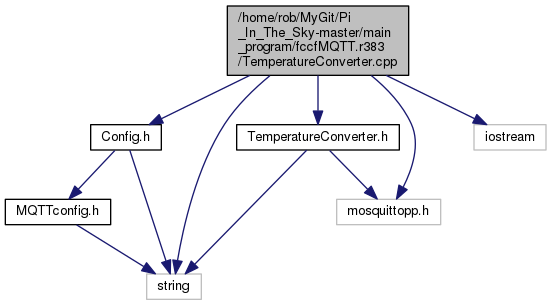 /home/rob/MyGit/Pi
_In_The_Sky-master/main
_program/fccfMQTT.r383
/TemperatureConverter.cpp
Config.h
TemperatureConverter.h
iostream
MQTTconfig.h
mosquittopp.h
string